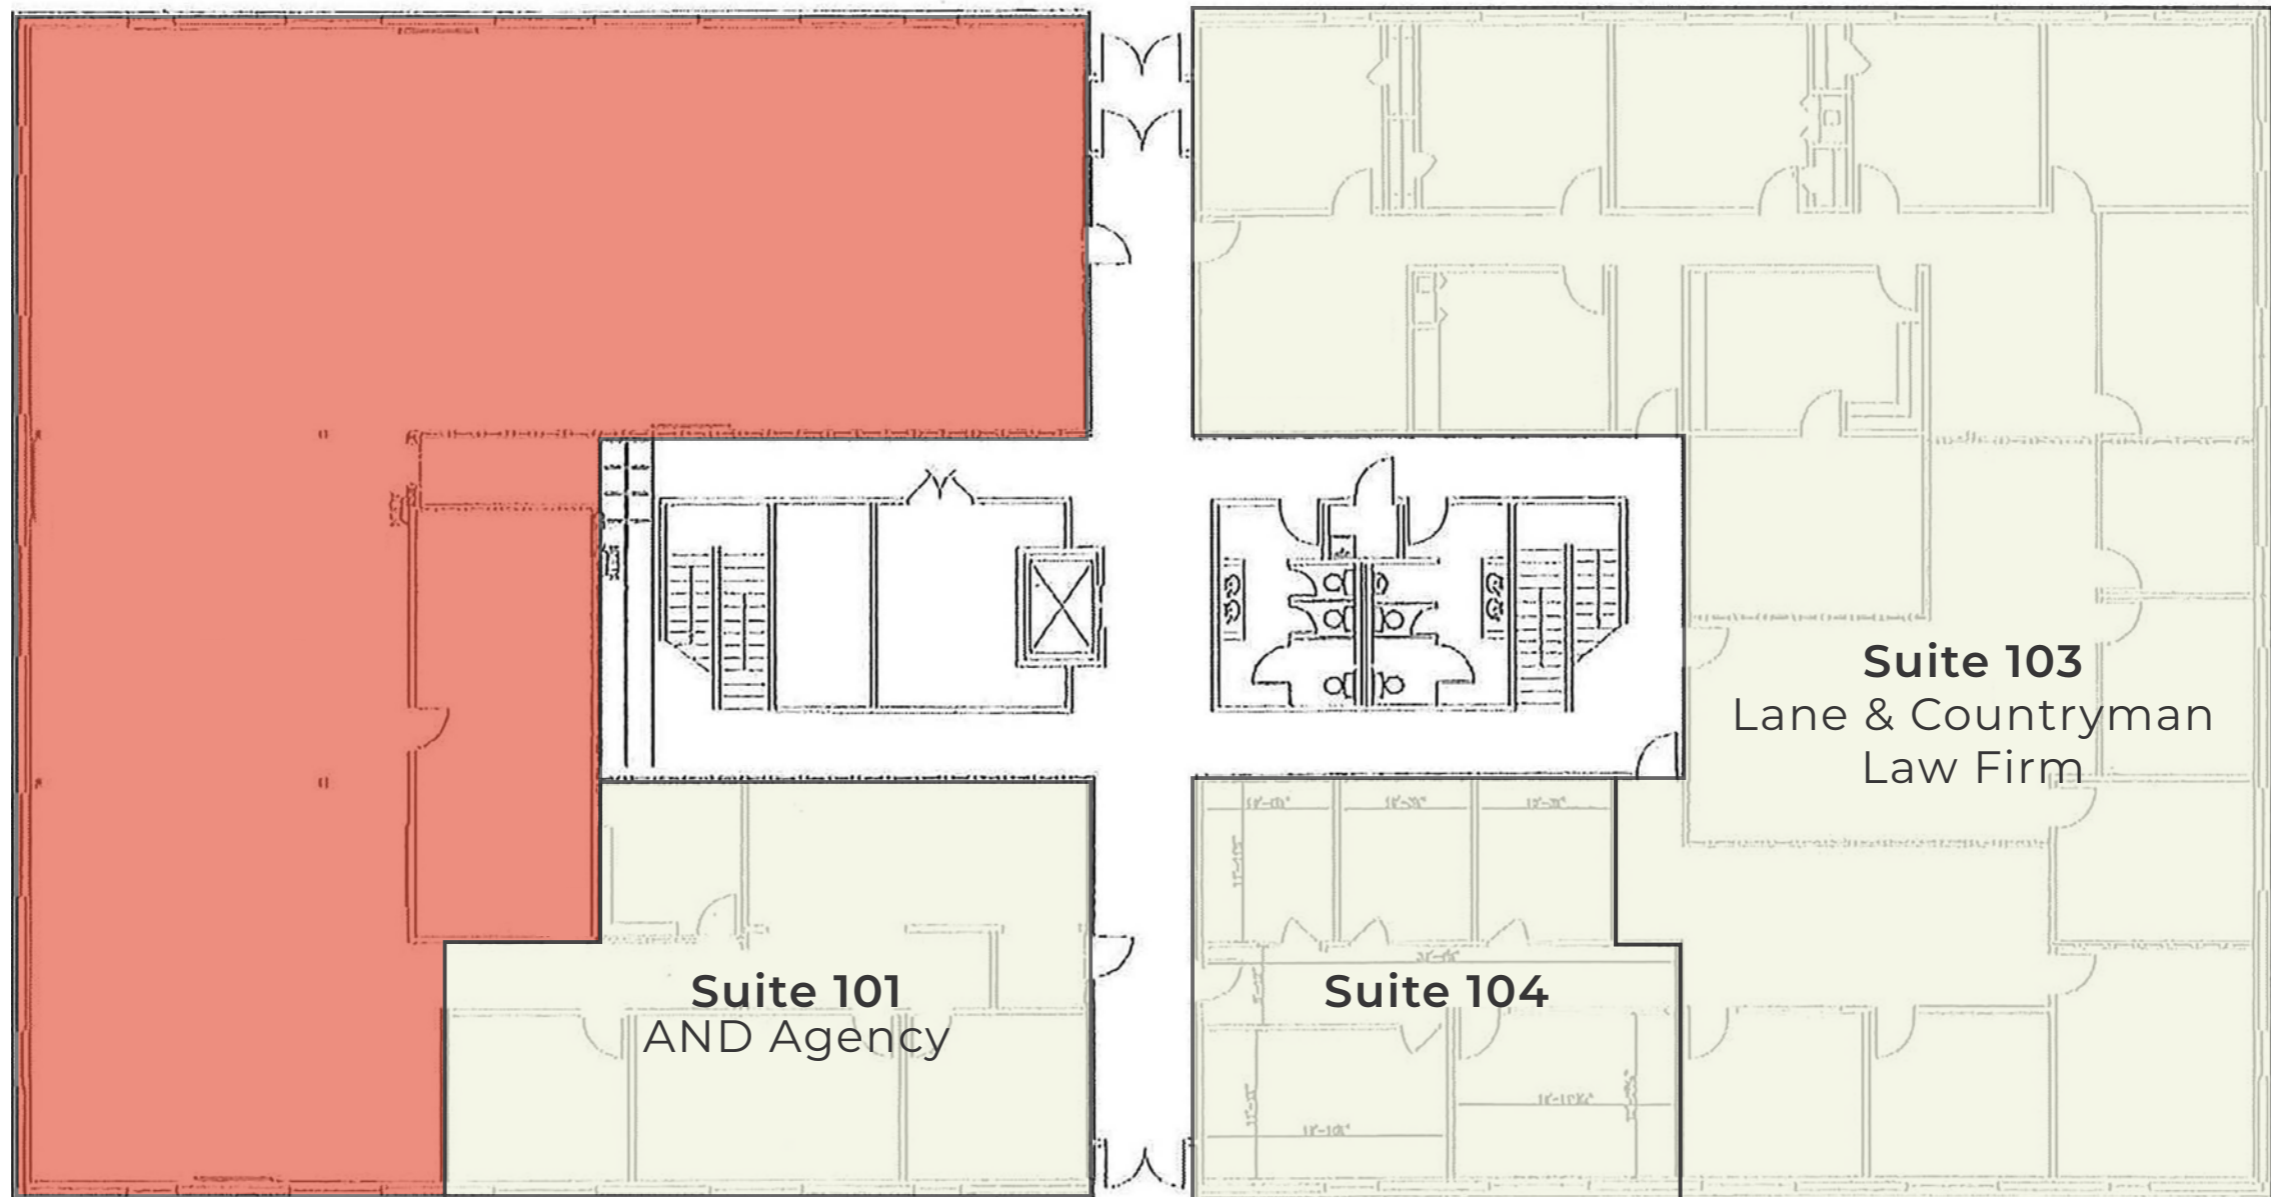 Suite 103
Lane & Countryman
Law Firm
Suite 101
AND Agency
Suite 104